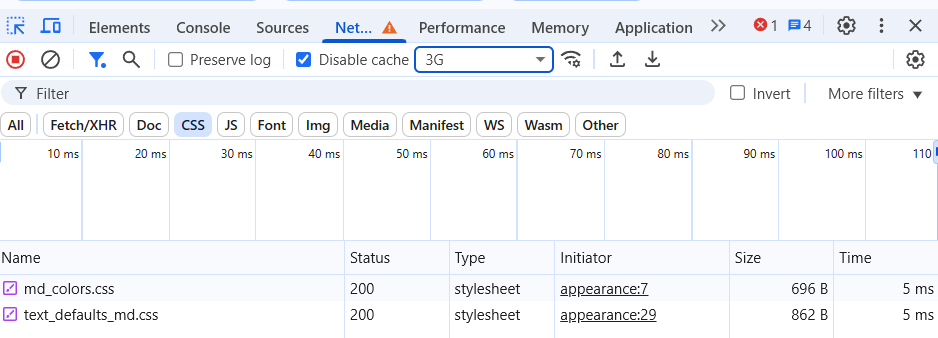 Elements Console Sources Net... Performance Memory Application 1 4
Preserve log Disable cache 3G
Filter Invert More filters
All Fetch/XHR Doc CSS JS Font Img Media Manifest WS Wasm Other
10 ms 20 ms 30 ms 40 ms 50 ms 60 ms 70 ms 80 ms 90 ms 100 ms 110
Name Status Type Initiator Size Time
md_colors.css 200 stylesheet appearance:7 696 B 5 ms
text_defaults_md.css 200 stylesheet appearance:29 862 B 5 ms